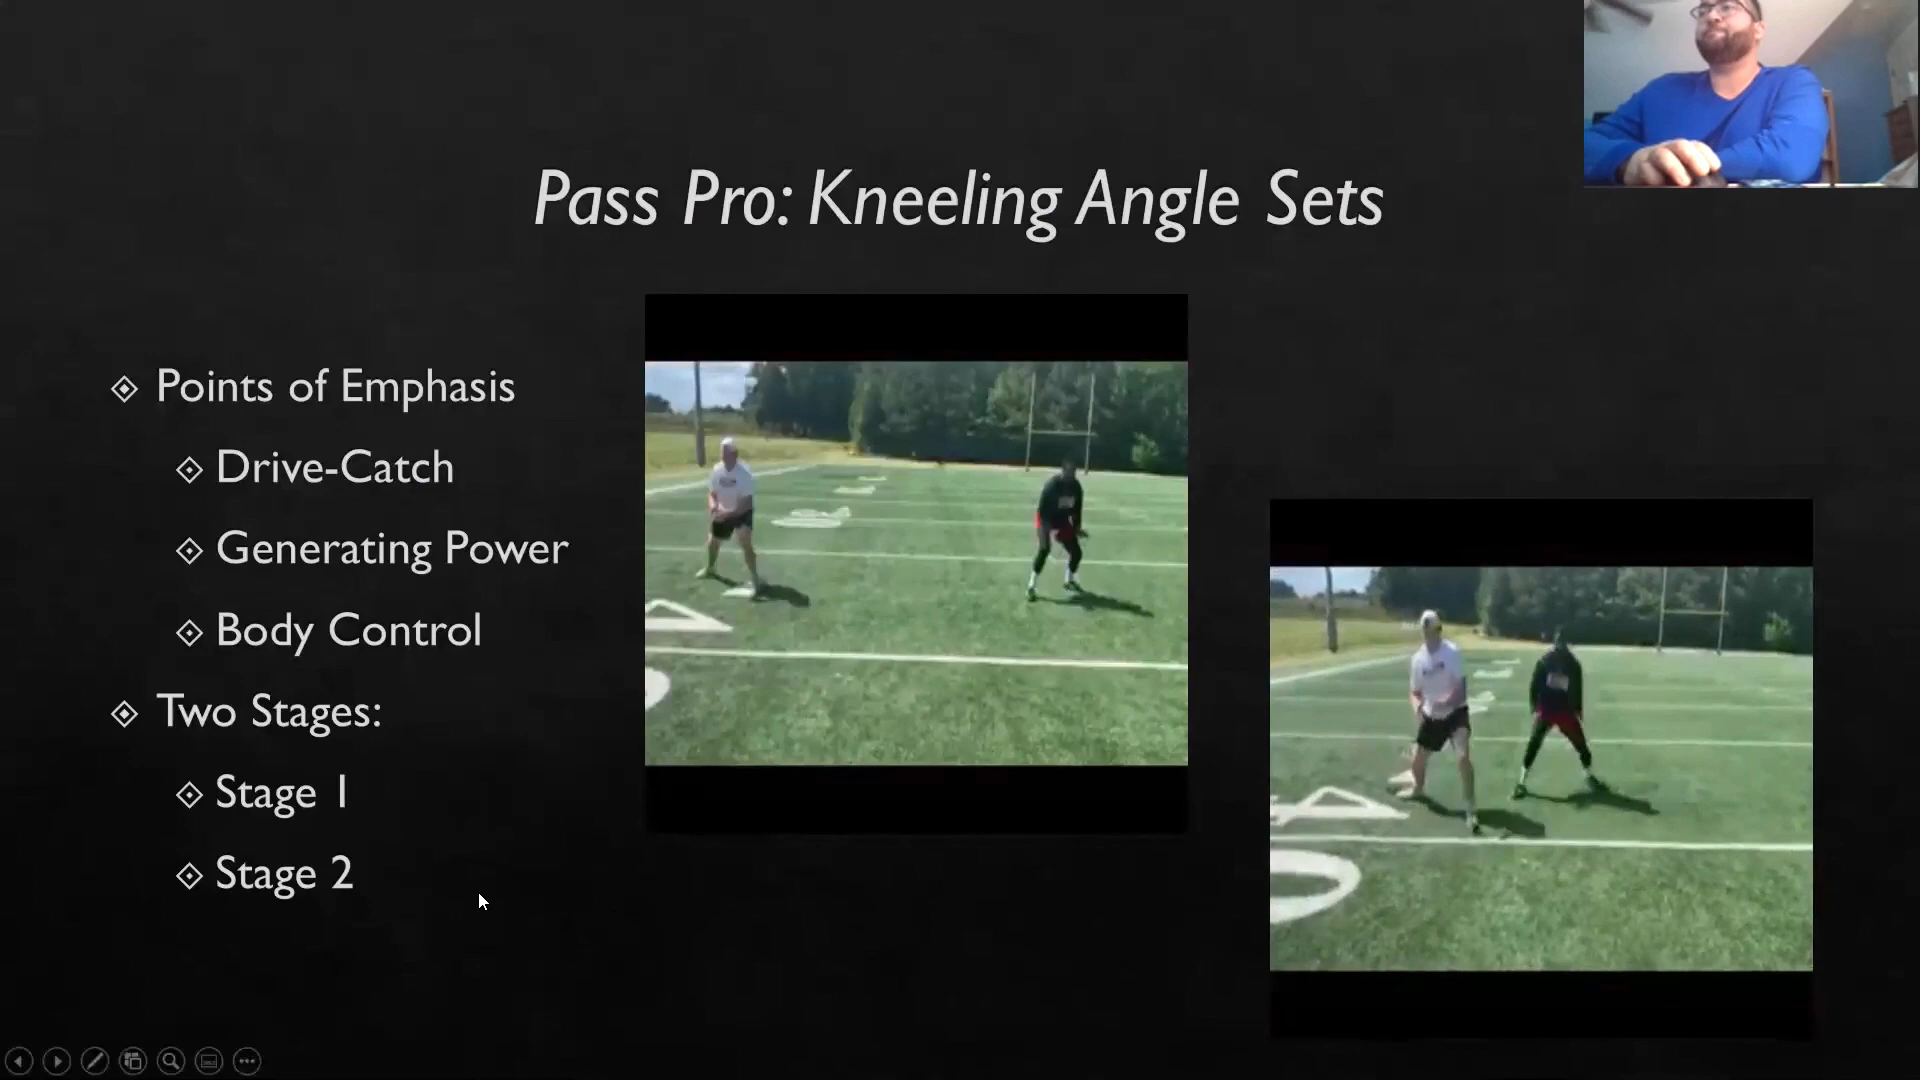 Pass Pro: Kneeling Angle Sets
Points of Emphasis
Drive-Catch
Generating Power
Body Control
Two Stages:
Stage 1
Stage 2